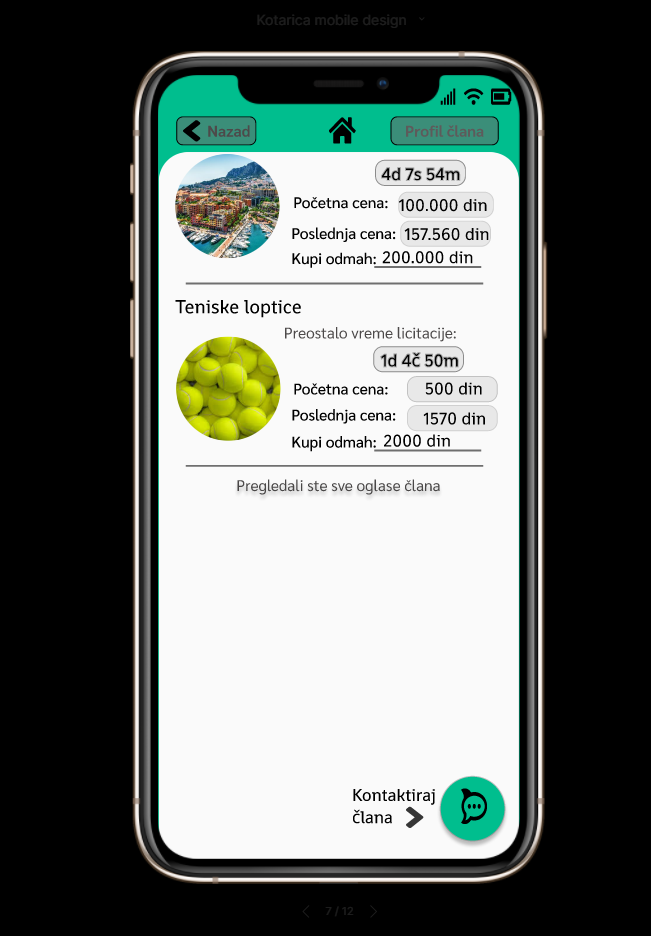 Kotarica mobile design
Nazad
Profil člana
4d 7s 54m
Početna cena: 100.000 din
Poslednja cena: 157.560 din
Kupi odmah: 200.000 din
Teniske loptice
Preostalo vreme licitacije:
1d 4č 50m
Početna cena: 500 din
Poslednja cena: 1570 din
Kupi odmah: 2000 din
Pregledali ste sve oglase člana
Kontaktiraj
člana
7 / 12